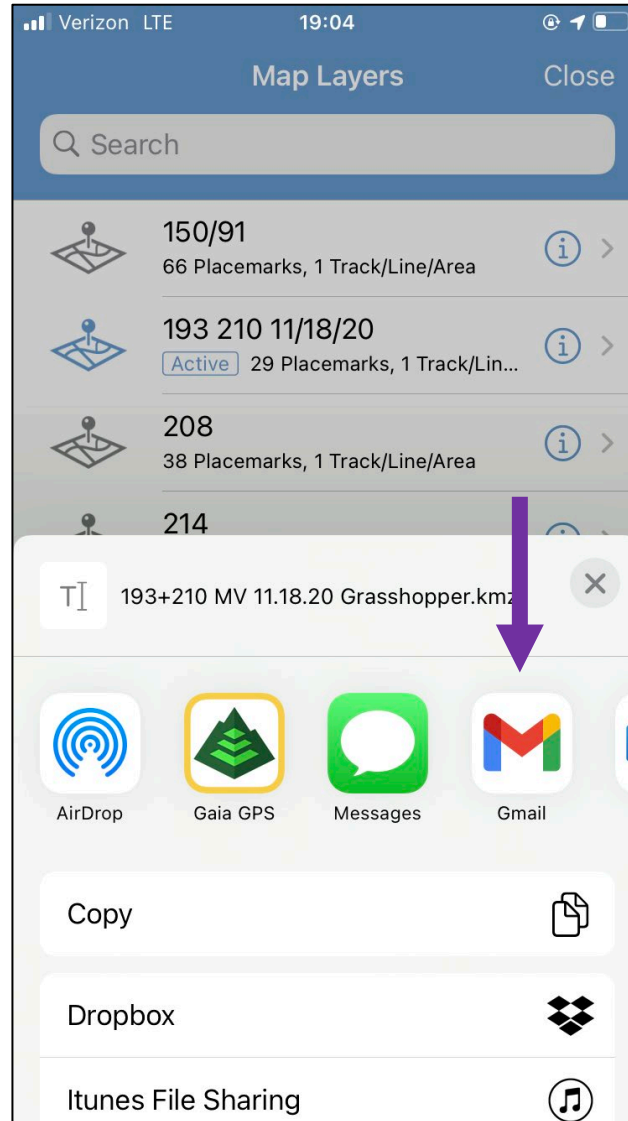 Verizon LTE 19:04
Map Layers Close
Search
150/91
66 Placemarks, 1 Track/Line/Area
193 210 11/18/20
Active 29 Placemarks, 1 Track/Lin...
208
38 Placemarks, 1 Track/Line/Area
214
193+210 MV 11.18.20 Grasshopper.kmz
AirDrop Gaia GPS Messages Gmail
Copy
Dropbox
Itunes File Sharing